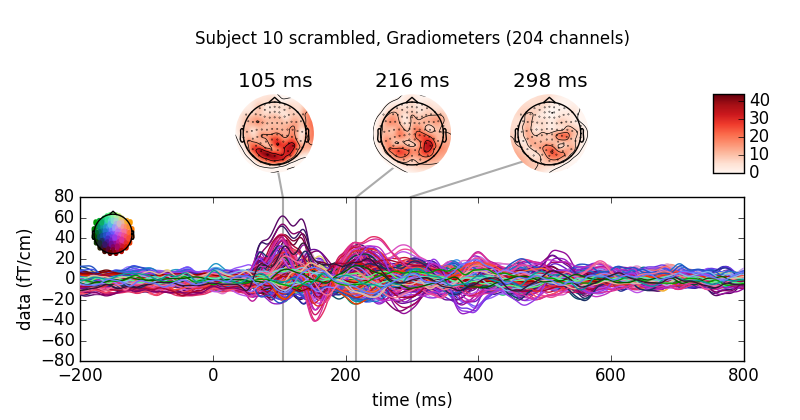 Subject 10 scrambled, Gradiometers (204 channels)
105 ms 216 ms 298 ms
40
30
20
10
0
80
60
40
20
0
−20
−40
−60
−80
data (fT/cm)
−200 0 200 400 600 800
time (ms)